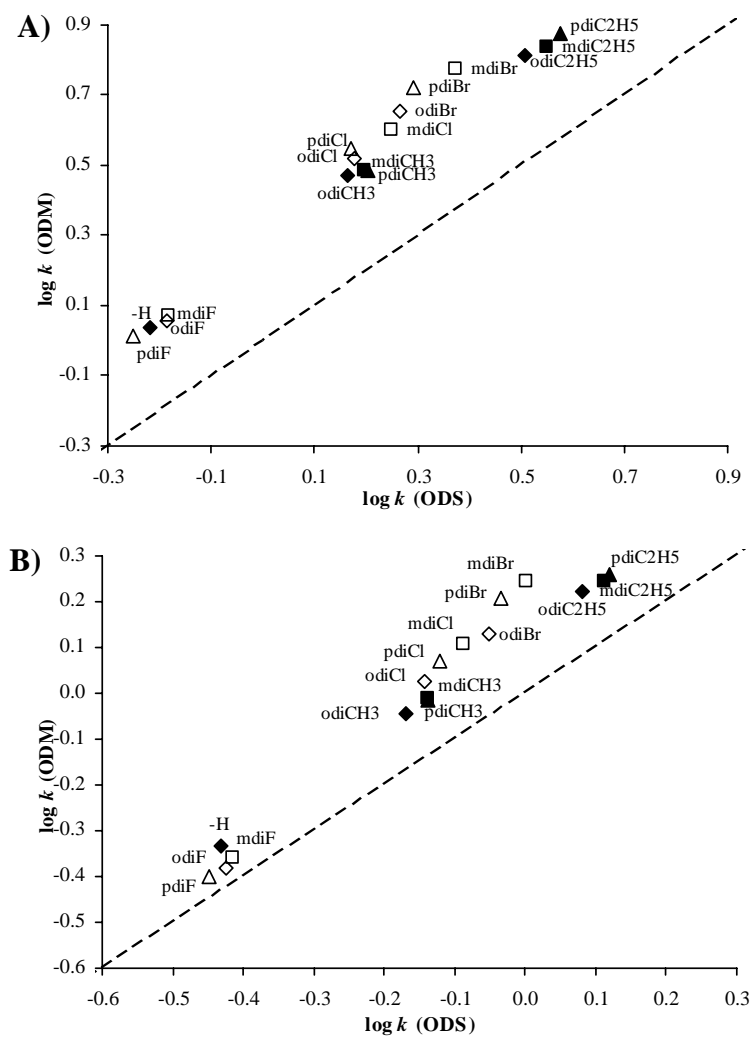 A)
0.9
0.7
0.5
0.3
0.1
-0.1
-0.3
log k (ODM)
pdiC2H5
mdiC2H5
odiC2H5
mdiBr
pdiBr
odiBr
mdiCl
pdiCl
odiCl
mdiCH3
pdiCH3
odiCH3
-H
mdiF
odiF
pdiF
-0.3 -0.1 0.1 0.3 0.5 0.7 0.9
log k (ODS)
B)
0.3
0.2
0.1
0.0
-0.1
-0.2
-0.3
-0.4
-0.5
-0.6
log k (ODM)
mdiBr
pdiC2H5
pdiBr
mdiC2H5
odiC2H5
mdiCl
odiBr
pdiCl
odiCl
mdiCH3
odiCH3
pdiCH3
-H
mdiF
odiF
pdiF
-0.6 -0.5 -0.4 -0.3 -0.2 -0.1 0.0 0.1 0.2 0.3
log k (ODS)